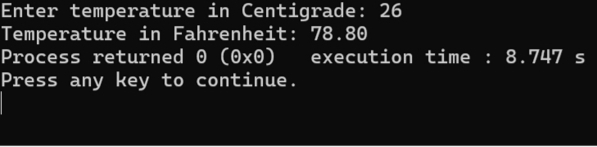 Enter temperature in Centigrade: 26
Temperature in Fahrenheit: 78.80
Process returned 0 (0x0)   execution time : 8.747 s
Press any key to continue.